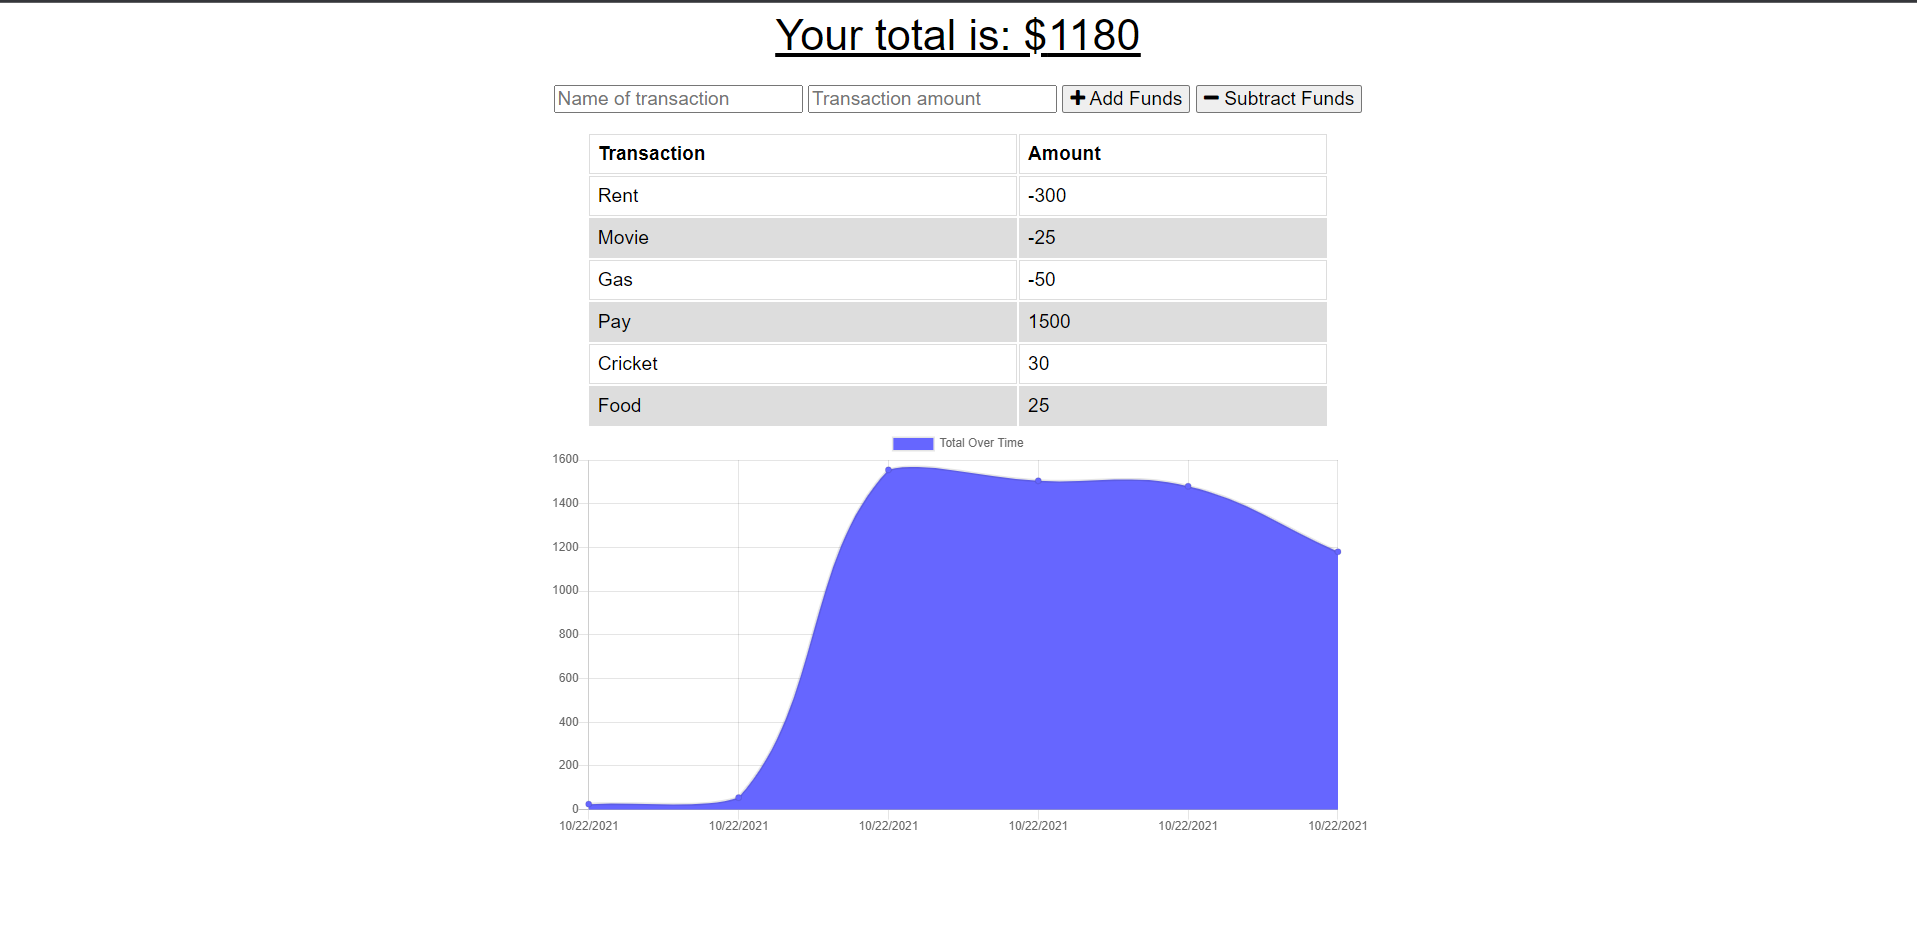 Your total is: $1180
Name of transaction Transaction amount Add Funds Subtract Funds
Transaction Amount
Rent -300
Movie -25
Gas -50
Pay 1500
Cricket 30
Food 25
Total Over Time
1600
1400
1200
1000
800
600
400
200
0
10/22/2021 10/22/2021 10/22/2021 10/22/2021 10/22/2021 10/22/2021